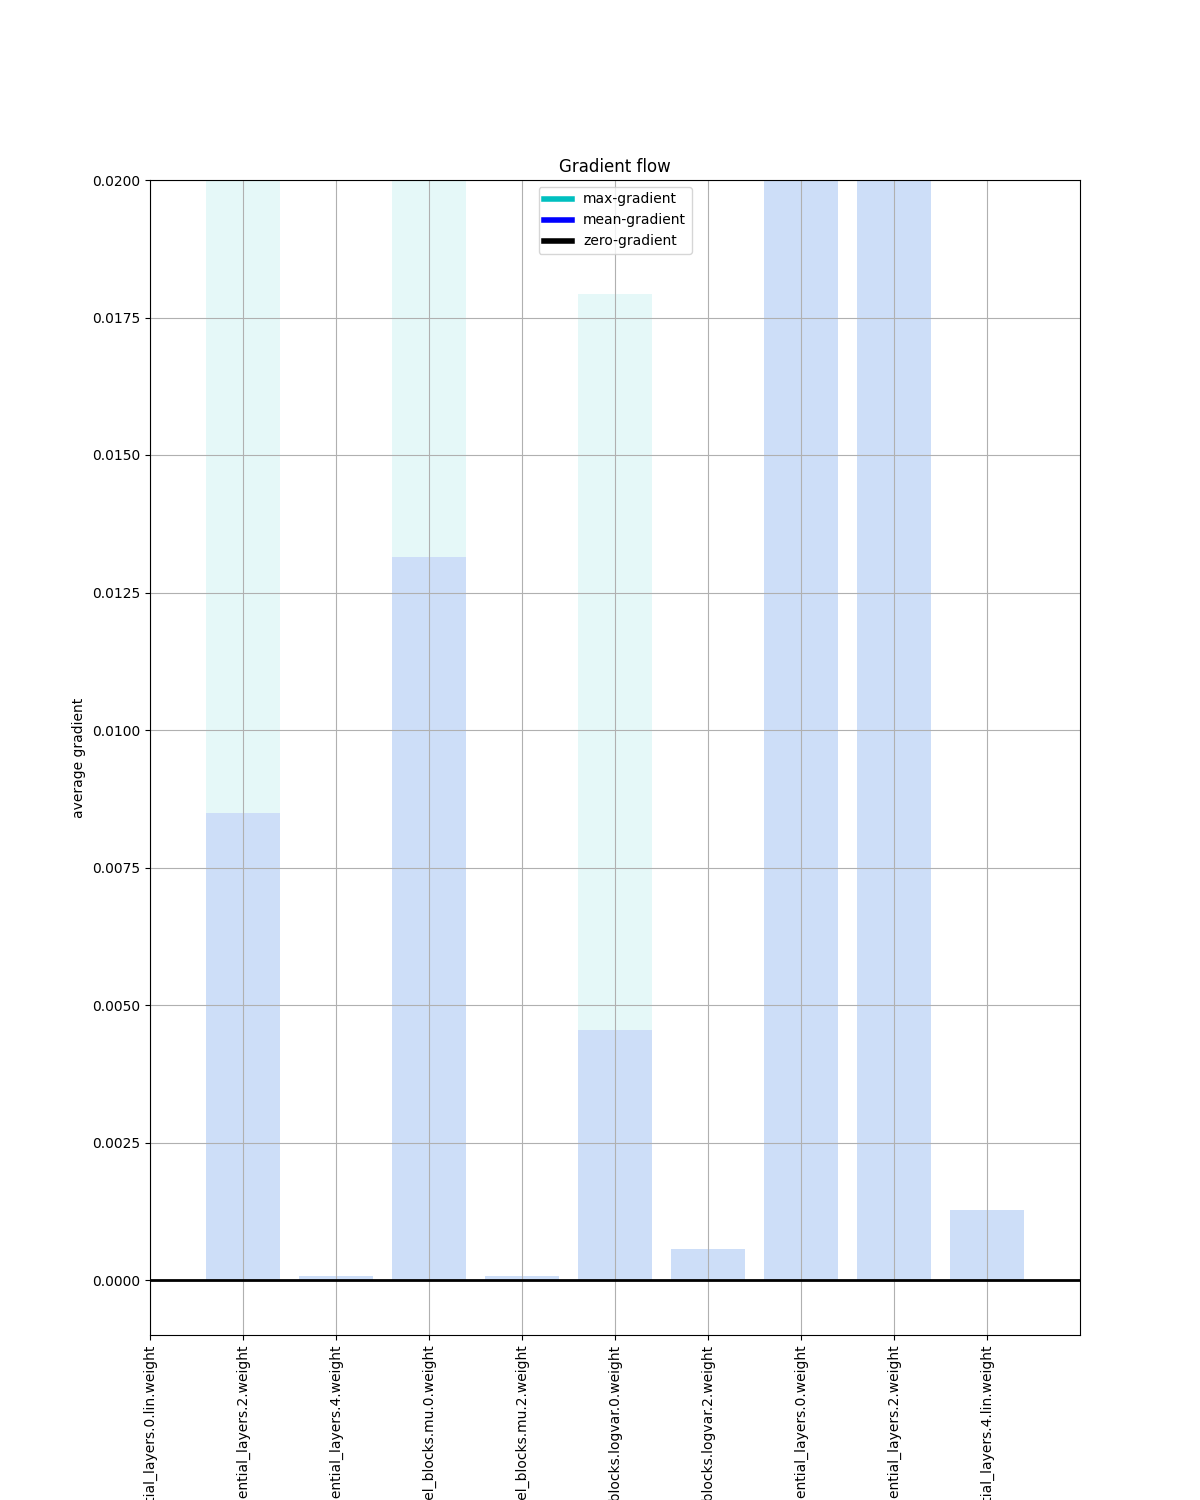 Gradient flow
max-gradient
mean-gradient
zero-gradient
0.0200
0.0175
0.0150
0.0125
0.0100
0.0075
0.0050
0.0025
0.0000
average gradient
tial_layers.0.lin.weight
ential_layers.2.weight
ential_layers.4.weight
el_blocks.mu.0.weight
el_blocks.mu.2.weight
blocks.logvar.0.weight
blocks.logvar.2.weight
ential_layers.0.weight
ential_layers.2.weight
tial_layers.4.lin.weight